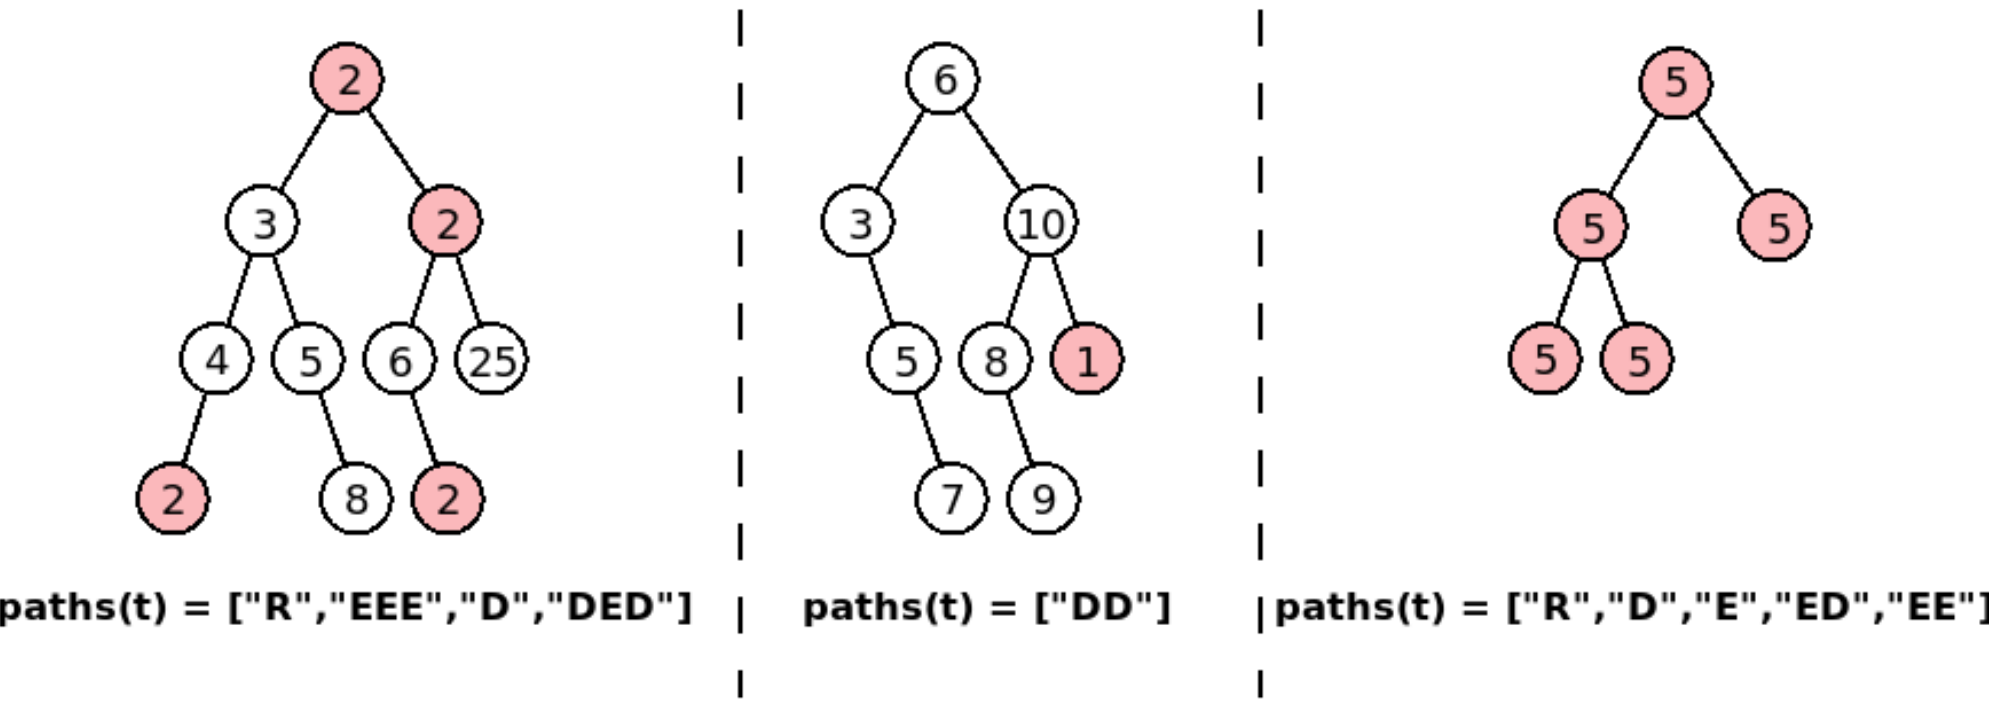 2 6 5
3 2 3 10 5 5
4 5 6 25 5 8 1 5 5
2 8 2 7 9
paths(t) = ["R","EEE","D","DED"] paths(t) = ["DD"] paths(t) = ["R","D","E","ED","EE"]